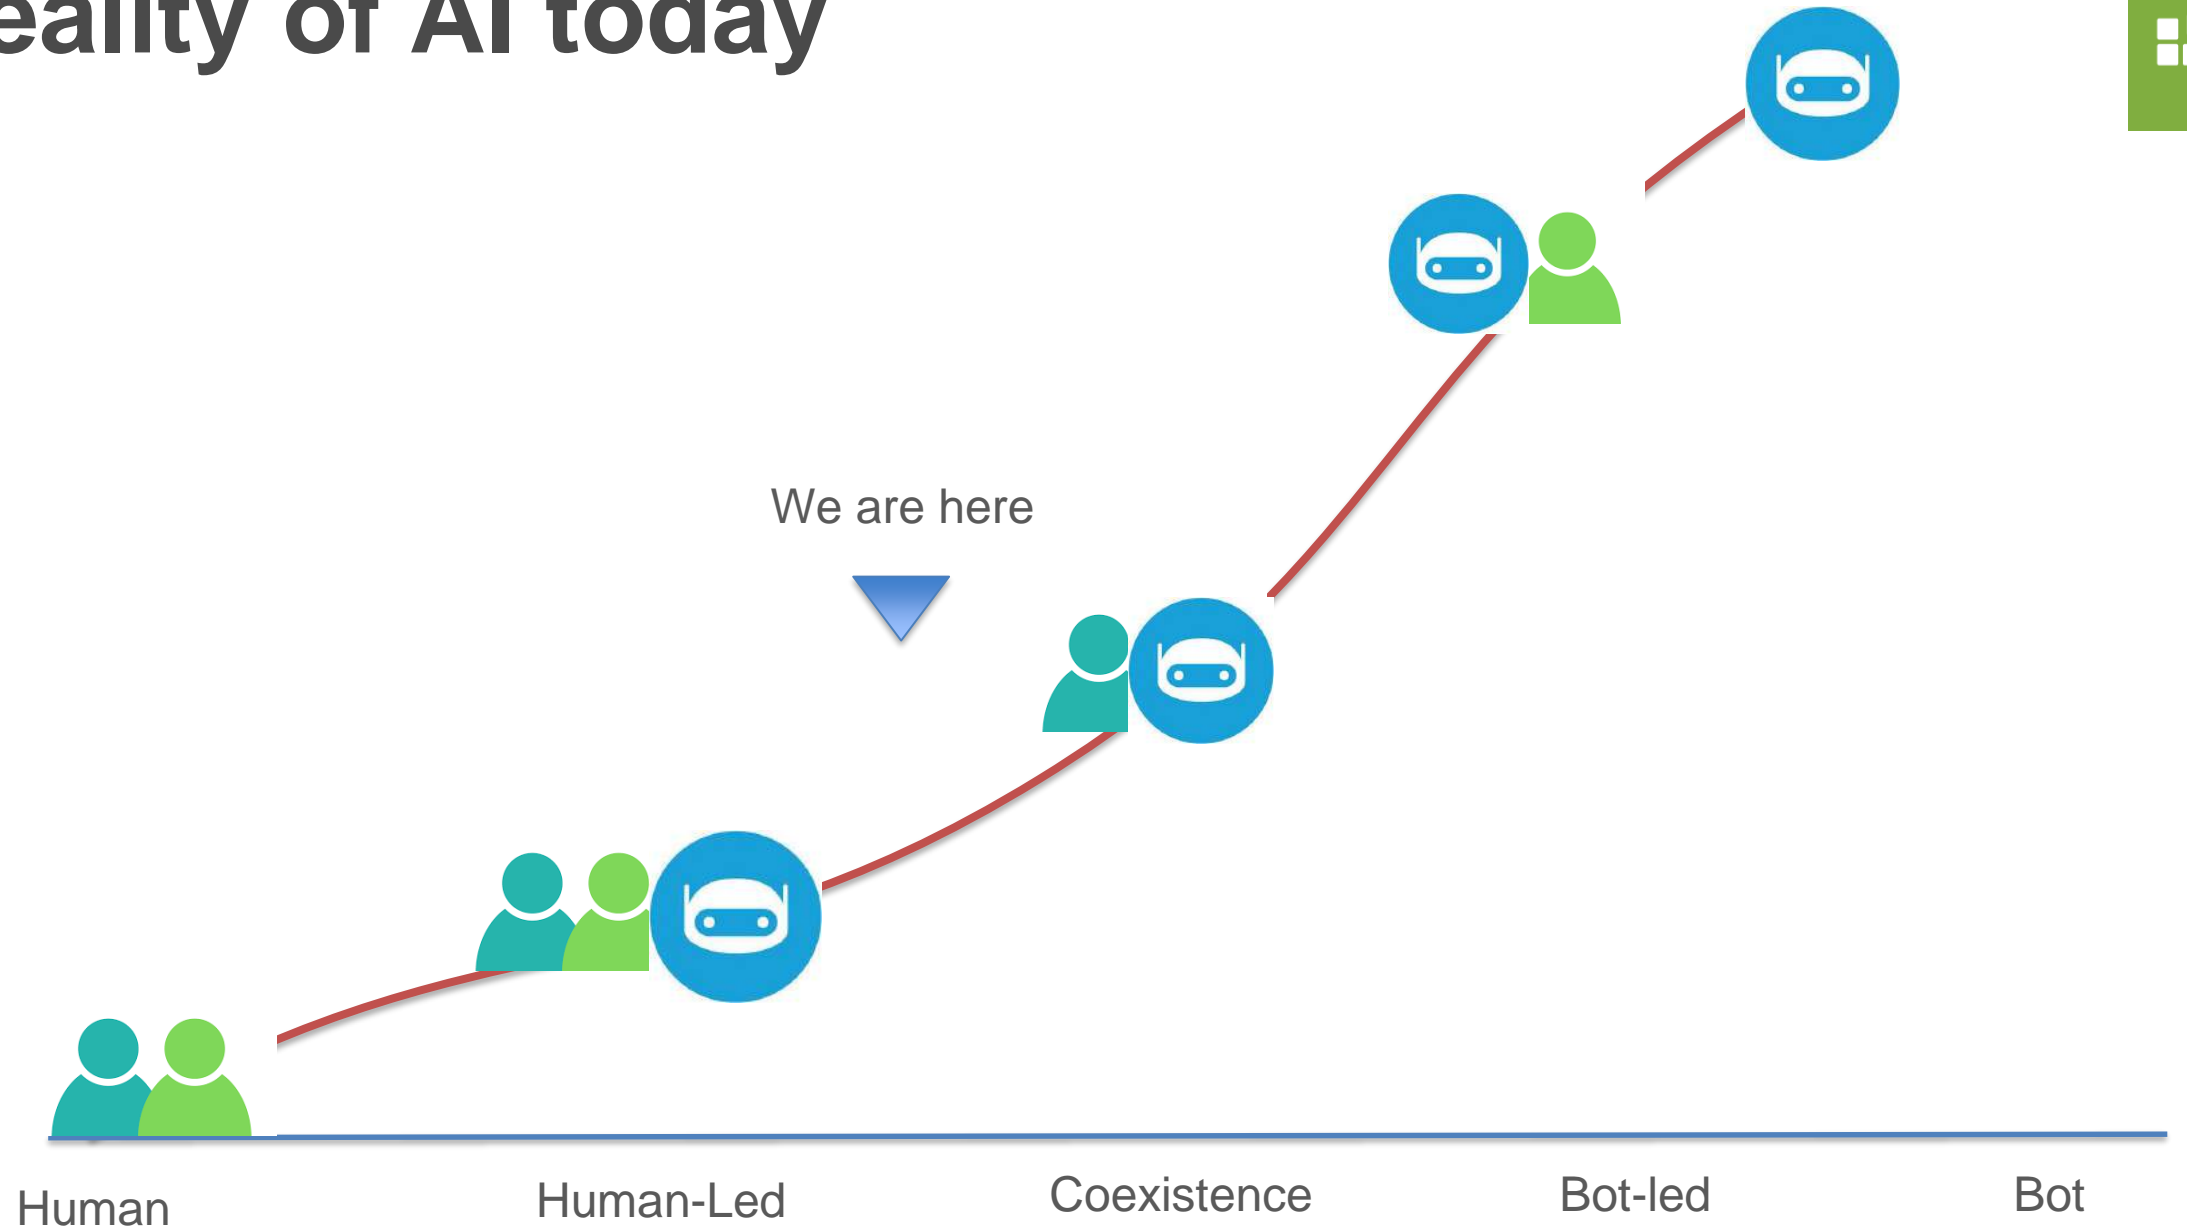 eality of AI today
We are here
Human
Human-Led
Coexistence
Bot-led
Bot